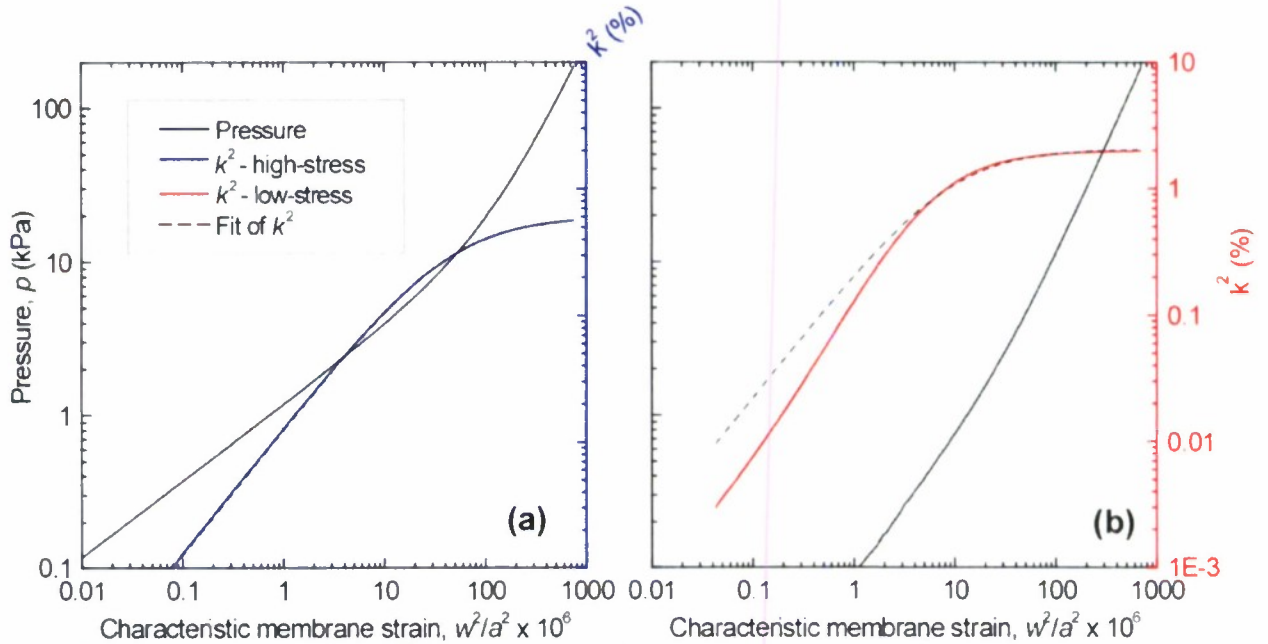 k² (%)
100
10
1
0.1
Pressure, p (kPa)
Pressure
k² - high-stress
k² - low-stress
Fit of k²
(a)
0.01 0.1 1 10 100 1000
Characteristic membrane strain, w²/a² x 10⁶
(b)
10
1
0.1
0.01
1E-3
k² (%)
0.01 0.1 1 10 100 1000
Characteristic membrane strain, w²/a² x 10⁶